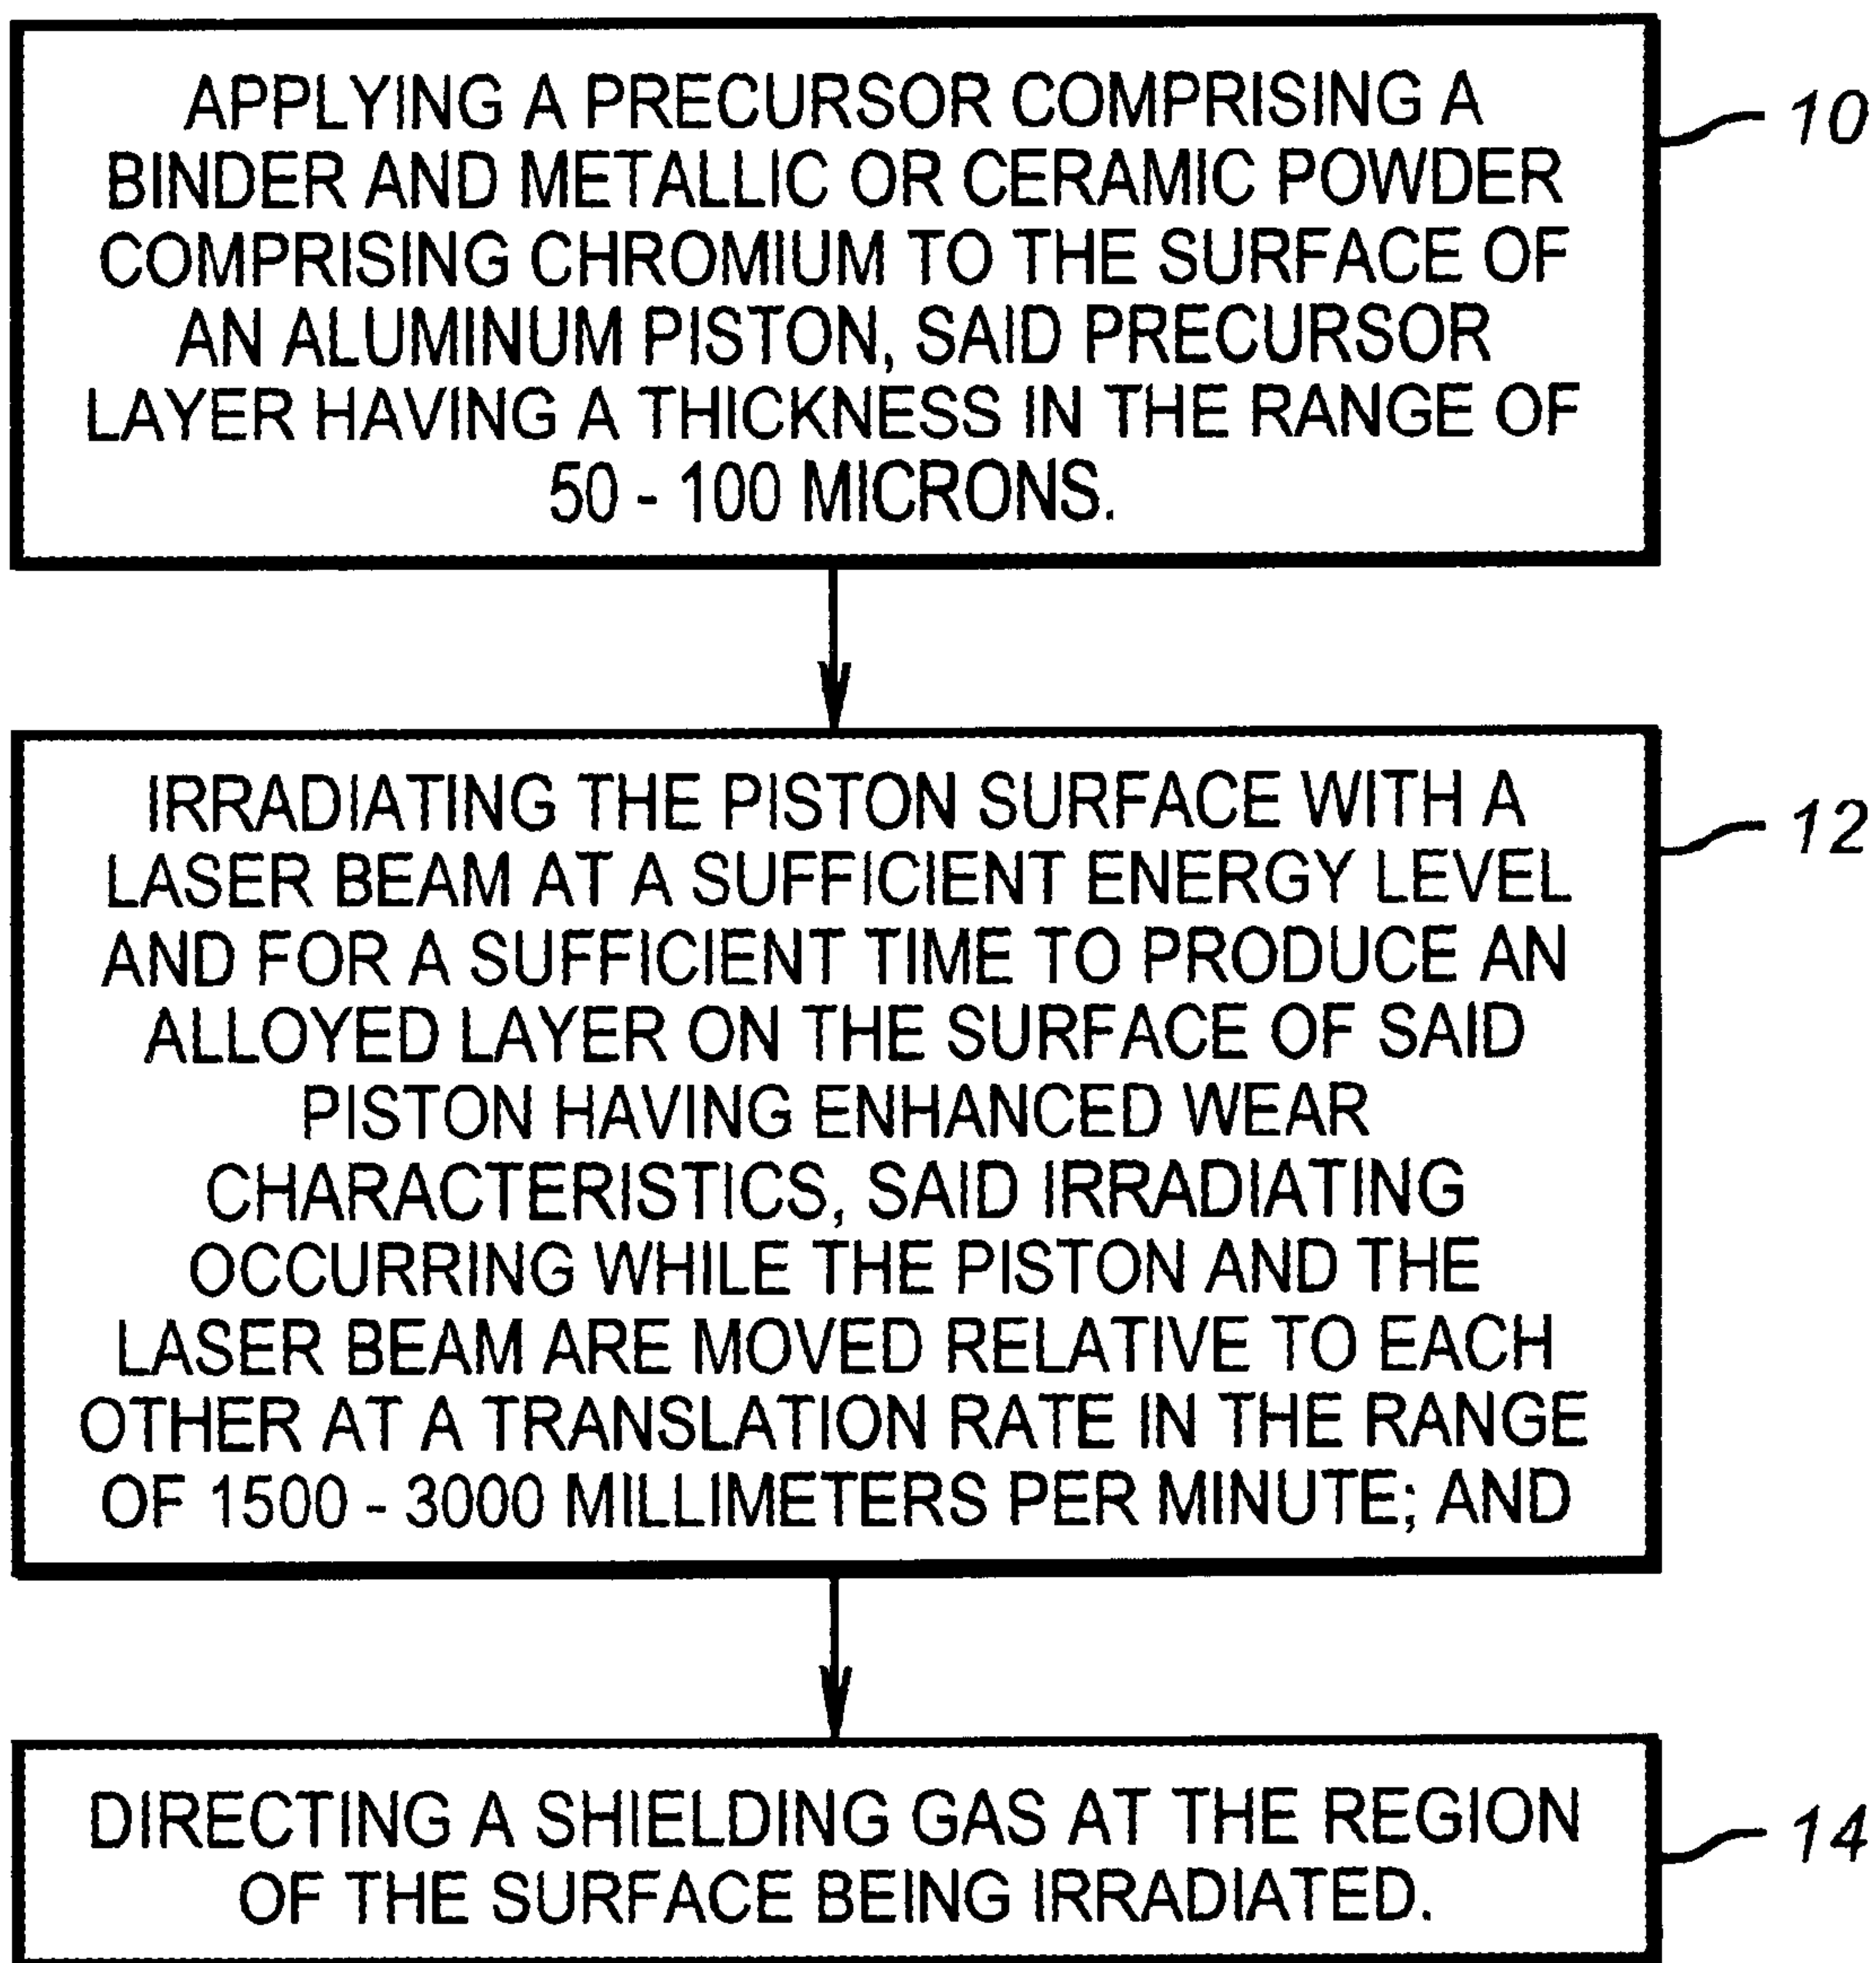 APPLYING A PRECURSOR COMPRISING A
BINDER AND METALLIC OR CERAMIC POWDER
COMPRISING CHROMIUM TO THE SURFACE OF
AN ALUMINUM PISTON, SAID PRECURSOR
LAYER HAVING A THICKNESS IN THE RANGE OF
50 - 100 MICRONS.
10
IRRADIATING THE PISTON SURFACE WITH A
LASER BEAM AT A SUFFICIENT ENERGY LEVEL
AND FOR A SUFFICIENT TIME TO PRODUCE AN
ALLOYED LAYER ON THE SURFACE OF SAID
PISTON HAVING ENHANCED WEAR
CHARACTERISTICS, SAID IRRADIATING
OCCURRING WHILE THE PISTON AND THE
LASER BEAM ARE MOVED RELATIVE TO EACH
OTHER AT A TRANSLATION RATE IN THE RANGE
OF 1500 - 3000 MILLIMETERS PER MINUTE; AND
12
DIRECTING A SHIELDING GAS AT THE REGION
OF THE SURFACE BEING IRRADIATED.
14